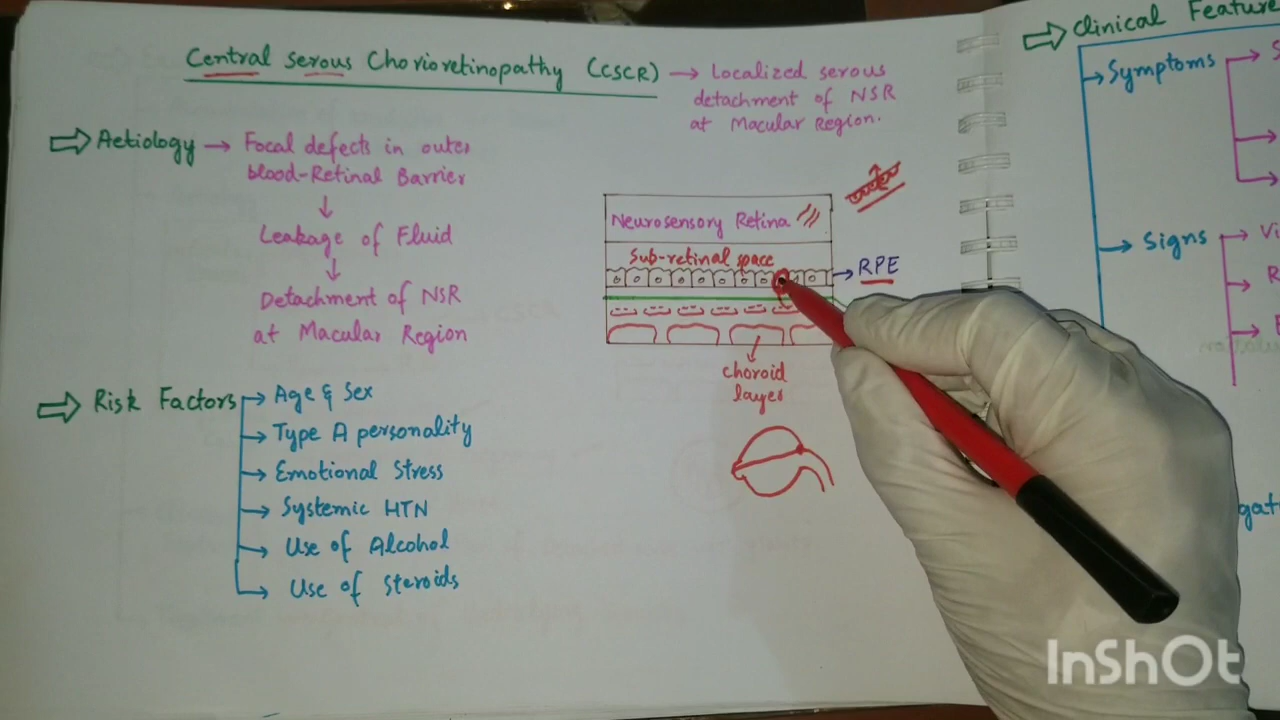 Central Serous Chorioretinopathy (CSCR) → Localized serous
detachment of NSR
at Macular Region.
⇒ Aetiology → Focal defects in outer
blood-Retinal Barrier
↓
Leakage of Fluid
↓
Detachment of NSR
at Macular Region
Neurosensory Retina
Sub-retinal space
→ RPE
choroid
layer
⇒ Risk Factors → Age & Sex
→ Type A personality
→ Emotional Stress
→ Systemic HTN
→ Use of Alcohol
→ Use of Steroids
⇒ Clinical Feature
→ Symptoms → S
→ Signs → Vi
→ R
gat
InShOt